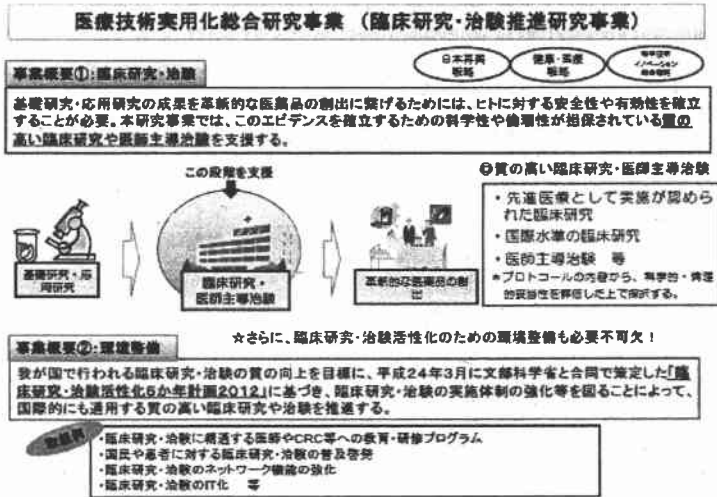 医療技術実用化総合研究事業 (臨床研究・治験推進研究事業)
日本再興
戦略
健康・医療
戦略
科学技術
イノベーション
総合戦略
事業概要①:臨床研究・治験
基礎研究・応用研究の成果を革新的な医薬品の創出に繋げるためには、ヒトに対する安全性や有効性を確立
することが必要。本研究事業では、このエビデンスを確立するための科学性や倫理性が担保されている質の
高い臨床研究や医師主導治験を支援する。
この段階を支援
基礎研究・応
用研究
臨床研究・
医師主導治験
革新的な医薬品の創
出
質の高い臨床研究・医師主導治験
・先進医療として実施が認めら
れた臨床研究
・国際水準の臨床研究
・医師主導治験 等
*プロトコールの内容から、科学的・倫理
的妥当性を評価した上で採択する。
☆さらに、臨床研究・治験活性化のための環境整備も必要不可欠!
事業概要②:環境整備
我が国で行われる臨床研究・治験の質の向上を目標に、平成24年3月に文部科学省と合同で策定した「臨
床研究・治験活性化5か年計画2012」に基づき、臨床研究・治験の実施体制の強化等を図ることによって、
国際的にも通用する質の高い臨床研究や治験を推進する。
取組例
・臨床研究・治験に精通する医師やCRC等への教育・研修プログラム
・国民や患者に対する臨床研究・治験の普及啓発
・臨床研究・治験のネットワーク機能の強化
・臨床研究・治験のIT化 等